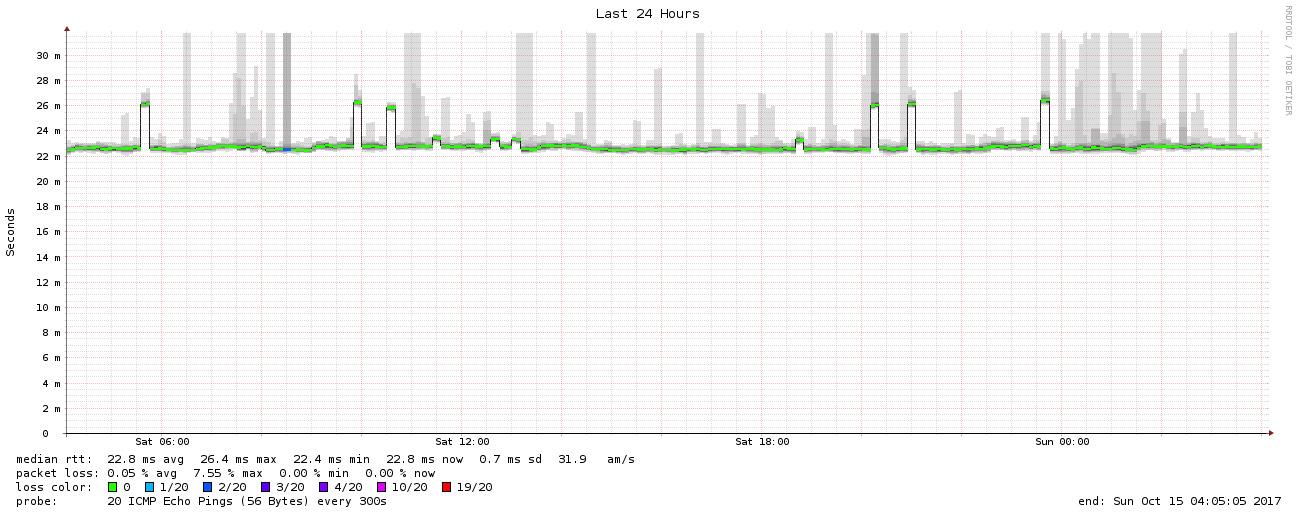 Last 24 Hours
RRDTOOL / TOBI OETIKER
Seconds
30 m
28 m
26 m
24 m
22 m
20 m
18 m
16 m
14 m
12 m
10 m
8 m
6 m
4 m
2 m
0
Sat 06:00 Sat 12:00 Sat 18:00 Sun 00:00
median rtt: 22.8 ms avg 26.4 ms max 22.4 ms min 22.8 ms now 0.7 ms sd 31.9 am/s
packet loss: 0.05 % avg 7.55 % max 0.00 % min 0.00 % now
loss color: 0 1/20 2/20 3/20 4/20 10/20 19/20
probe: 20 ICMP Echo Pings (56 Bytes) every 300s end: Sun Oct 15 04:05:05 2017